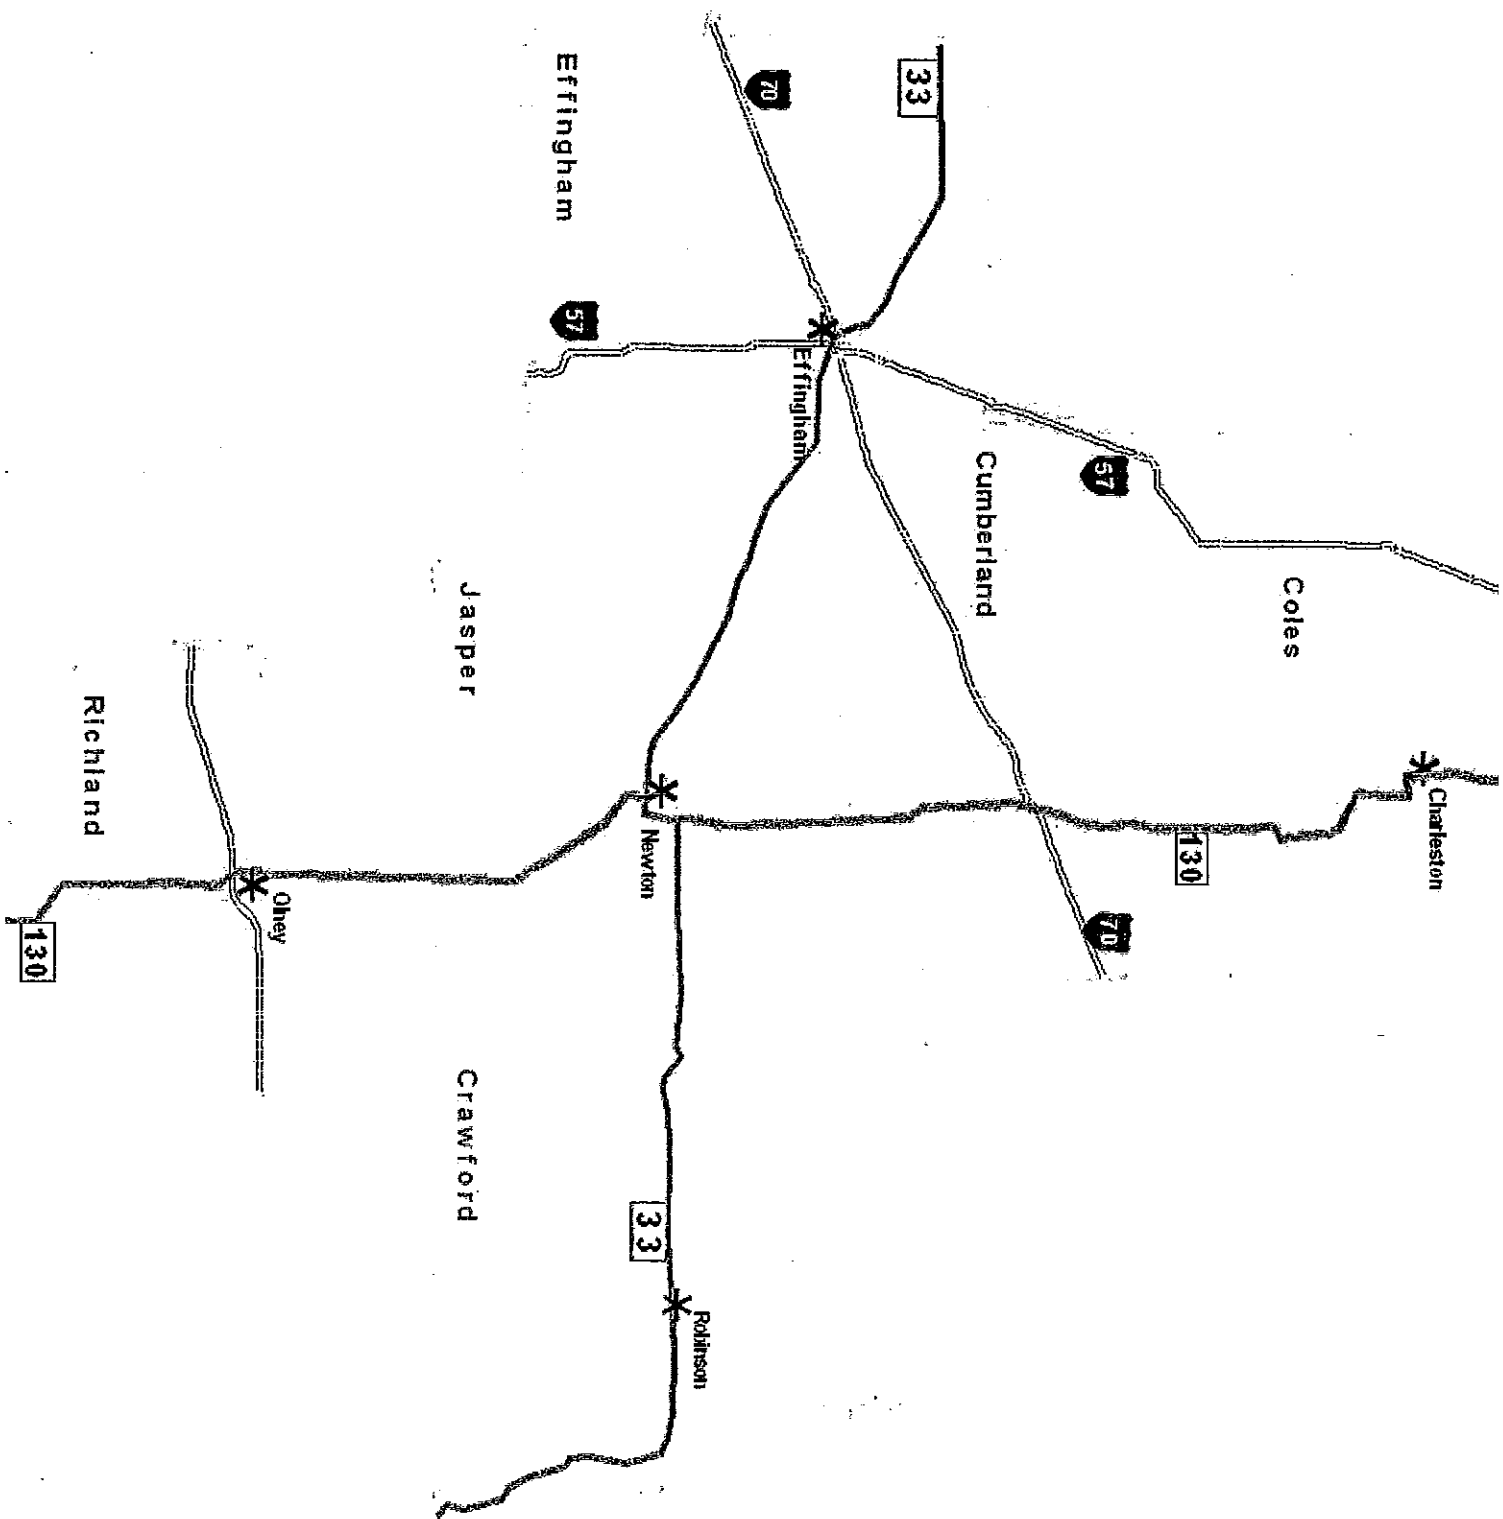 Coles
Charleston
57
130
Cumberland
70
33
70
Effingham
Effingham
57
Newton
Robinson
33
Jasper
Crawford
Olney
Richland
130